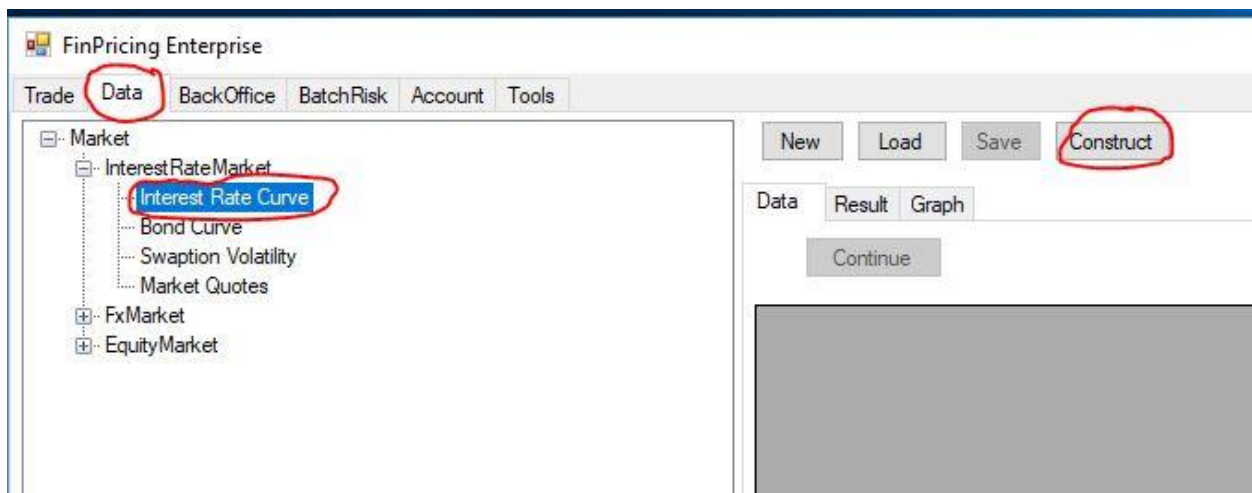 FinPricing Enterprise
Trade Data BackOffice BatchRisk Account Tools
Market
InterestRateMarket
Interest Rate Curve
Bond Curve
Swaption Volatility
Market Quotes
FxMarket
EquityMarket
New Load Save Construct
Data Result Graph
Continue